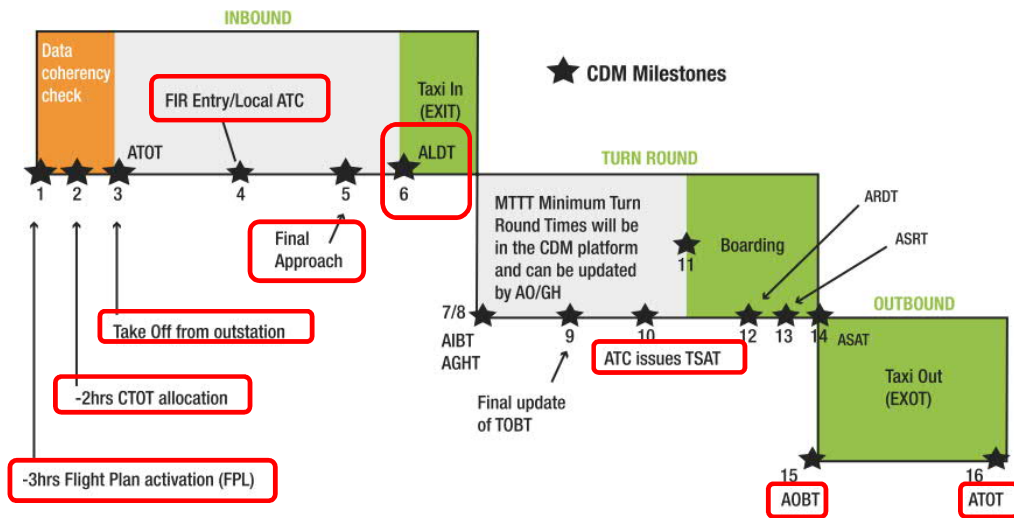 INBOUND
Data
coherency
check
FIR Entry/Local ATC
Taxi In
(EXIT)
CDM Milestones
ATOT
ALDT
1
2
3
4
5
6
TURN ROUND
Final
Approach
MTTT Minimum Turn
Round Times will be
in the CDM platform
and can be updated
by AO/GH
11
Boarding
ARDT
ASRT
OUTBOUND
Take Off from outstation
7/8
AIBT
AGHT
9
10
12
13
14
ASAT
ATC issues TSAT
-2hrs CTOT allocation
Final update
of TOBT
Taxi Out
(EXOT)
-3hrs Flight Plan activation (FPL)
15
AOBT
16
ATOT